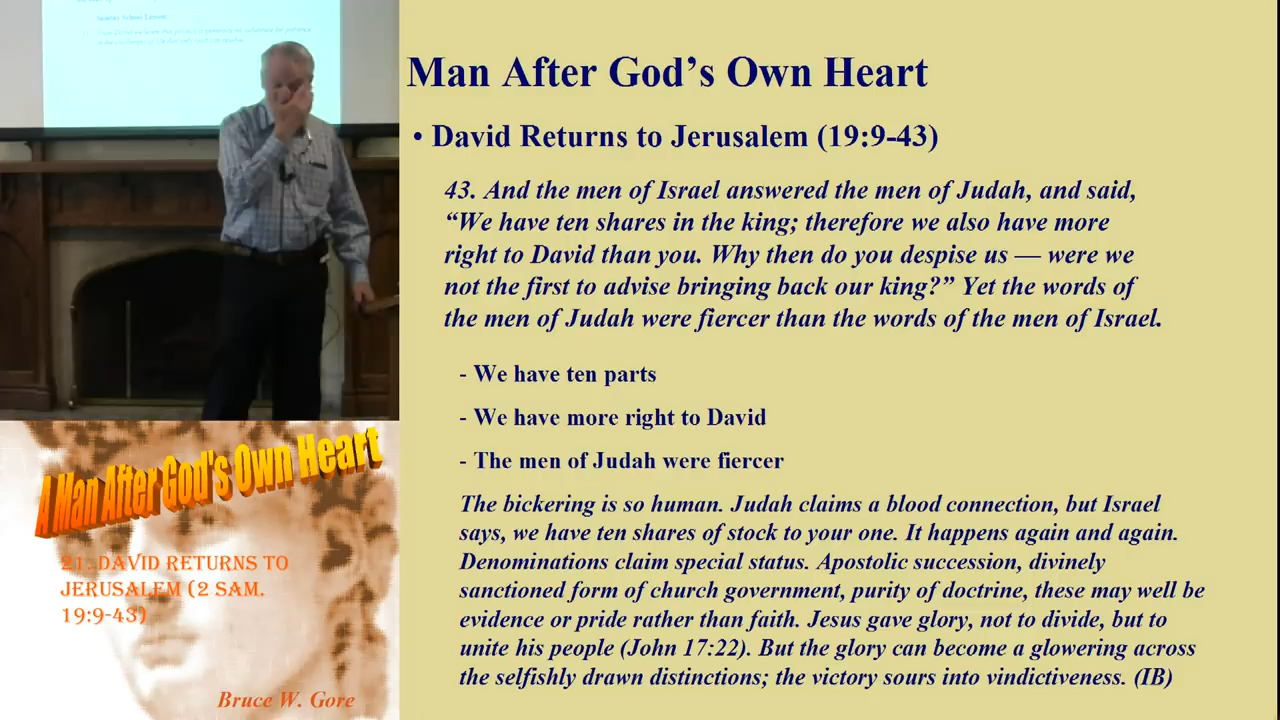 Sunday School Lesson
Man After God's Own Heart
• David Returns to Jerusalem (19:9-43)
43. And the men of Israel answered the men of Judah, and said,
“We have ten shares in the king; therefore we also have more
right to David than you. Why then do you despise us — were we
not the first to advise bringing back our king?” Yet the words of
the men of Judah were fiercer than the words of the men of Israel.
- We have ten parts
- We have more right to David
- The men of Judah were fiercer
The bickering is so human. Judah claims a blood connection, but Israel
says, we have ten shares of stock to your one. It happens again and again.
Denominations claim special status. Apostolic succession, divinely
sanctioned form of church government, purity of doctrine, these may well be
evidence or pride rather than faith. Jesus gave glory, not to divide, but to
unite his people (John 17:22). But the glory can become a glowering across
the selfishly drawn distinctions; the victory sours into vindictiveness. (IB)
A Man After God's Own Heart
21. DAVID RETURNS TO
JERUSALEM (2 SAM.
19:9-43)
Bruce W. Gore